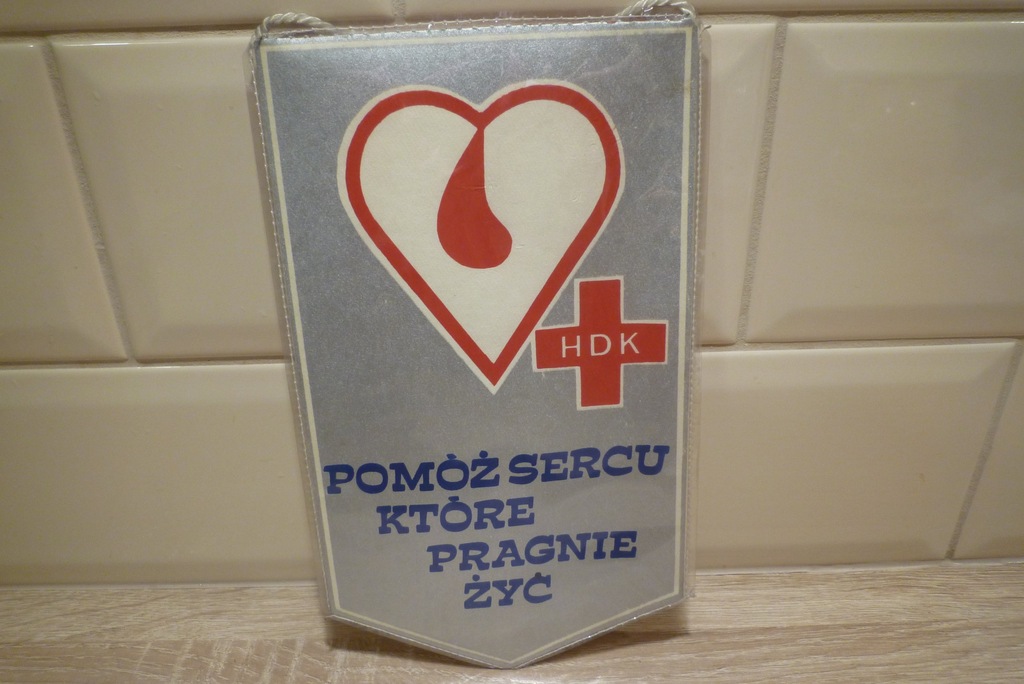 HDK
POMÓŻ SERCU
KTÓRE
PRAGNIE
ŻYĆ